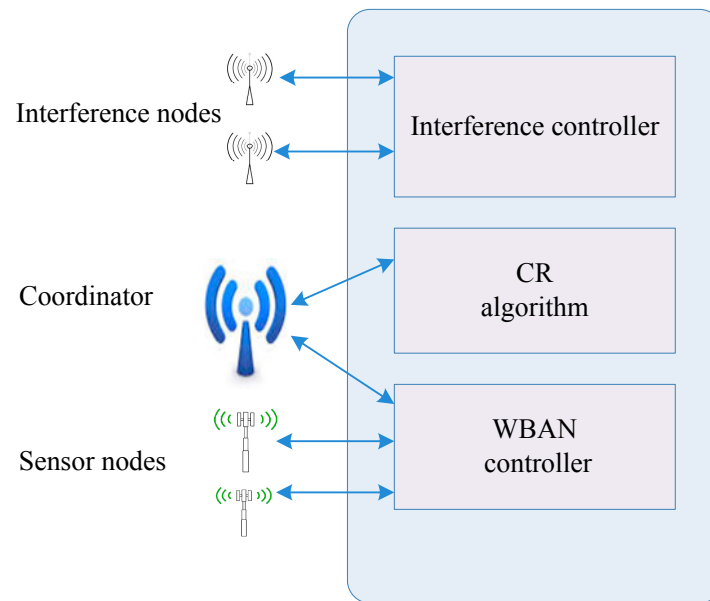 Interference nodes
Interference controller
Coordinator
CR
algorithm
Sensor nodes
WBAN
controller